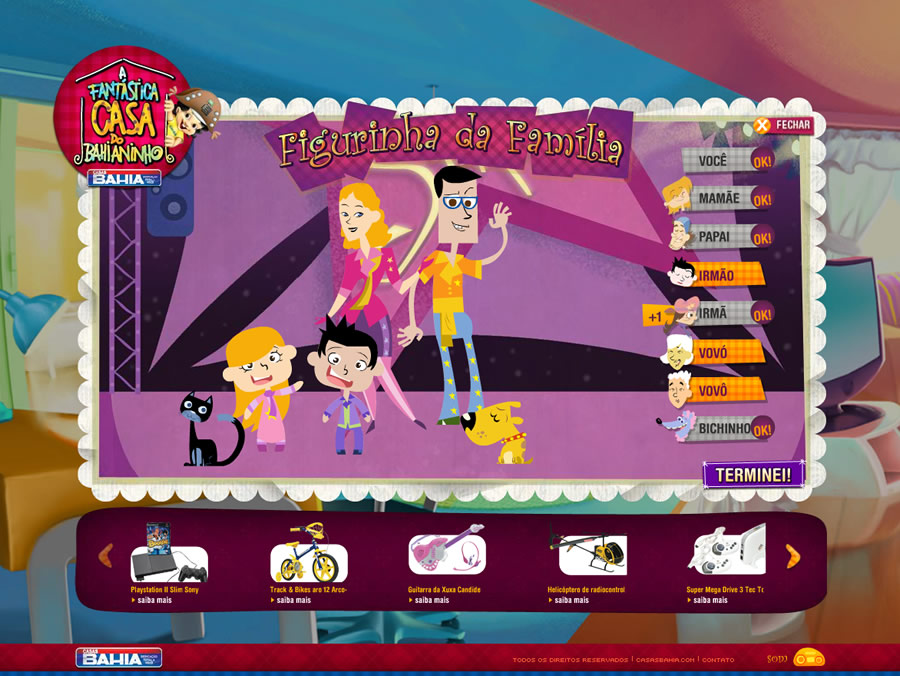 A
FANTÁSTICA
CASA
DO
BAHIANINHO
CASAS
BAHIA
Figurinha da Família
FECHAR
VOCÊ OK!
MAMÃE OK!
PAPAI OK!
IRMÃO
+1 IRMÃ OK!
VOVÓ
VOVÔ
BICHINHO OK!
TERMINEI!
Playstation II Slim Sony
saiba mais
Track & Bikes aro 12 Arco-
saiba mais
Guitarra da Xuxa Candide
saiba mais
Helicóptero de radiocontrol
saiba mais
Super Mega Drive 3 Tec Tr
saiba mais
CASAS
BAHIA
TODOS OS DIREITOS RESERVADOS | CASASBAHIA.COM | CONTATO
som